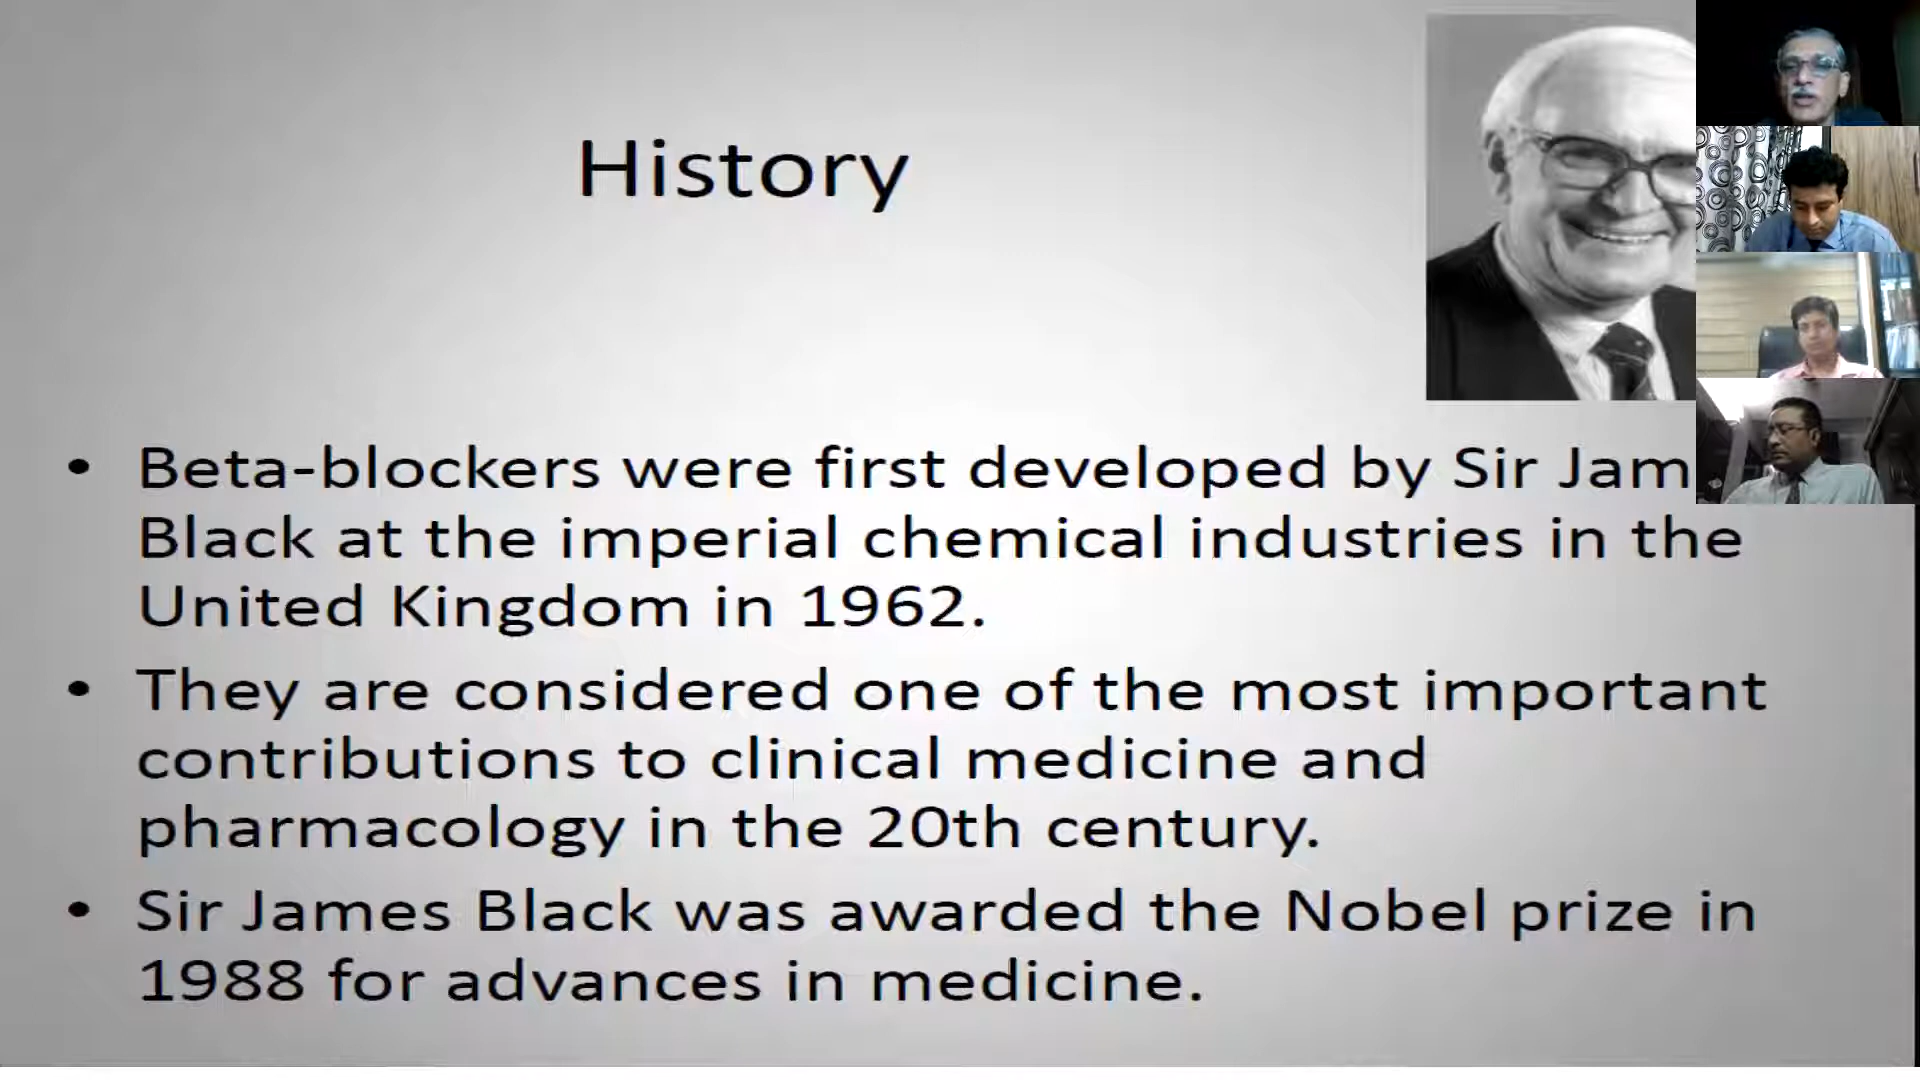 History
• Beta-blockers were first developed by Sir Jam
Black at the imperial chemical industries in the
United Kingdom in 1962.
• They are considered one of the most important
contributions to clinical medicine and
pharmacology in the 20th century.
• Sir James Black was awarded the Nobel prize in
1988 for advances in medicine.